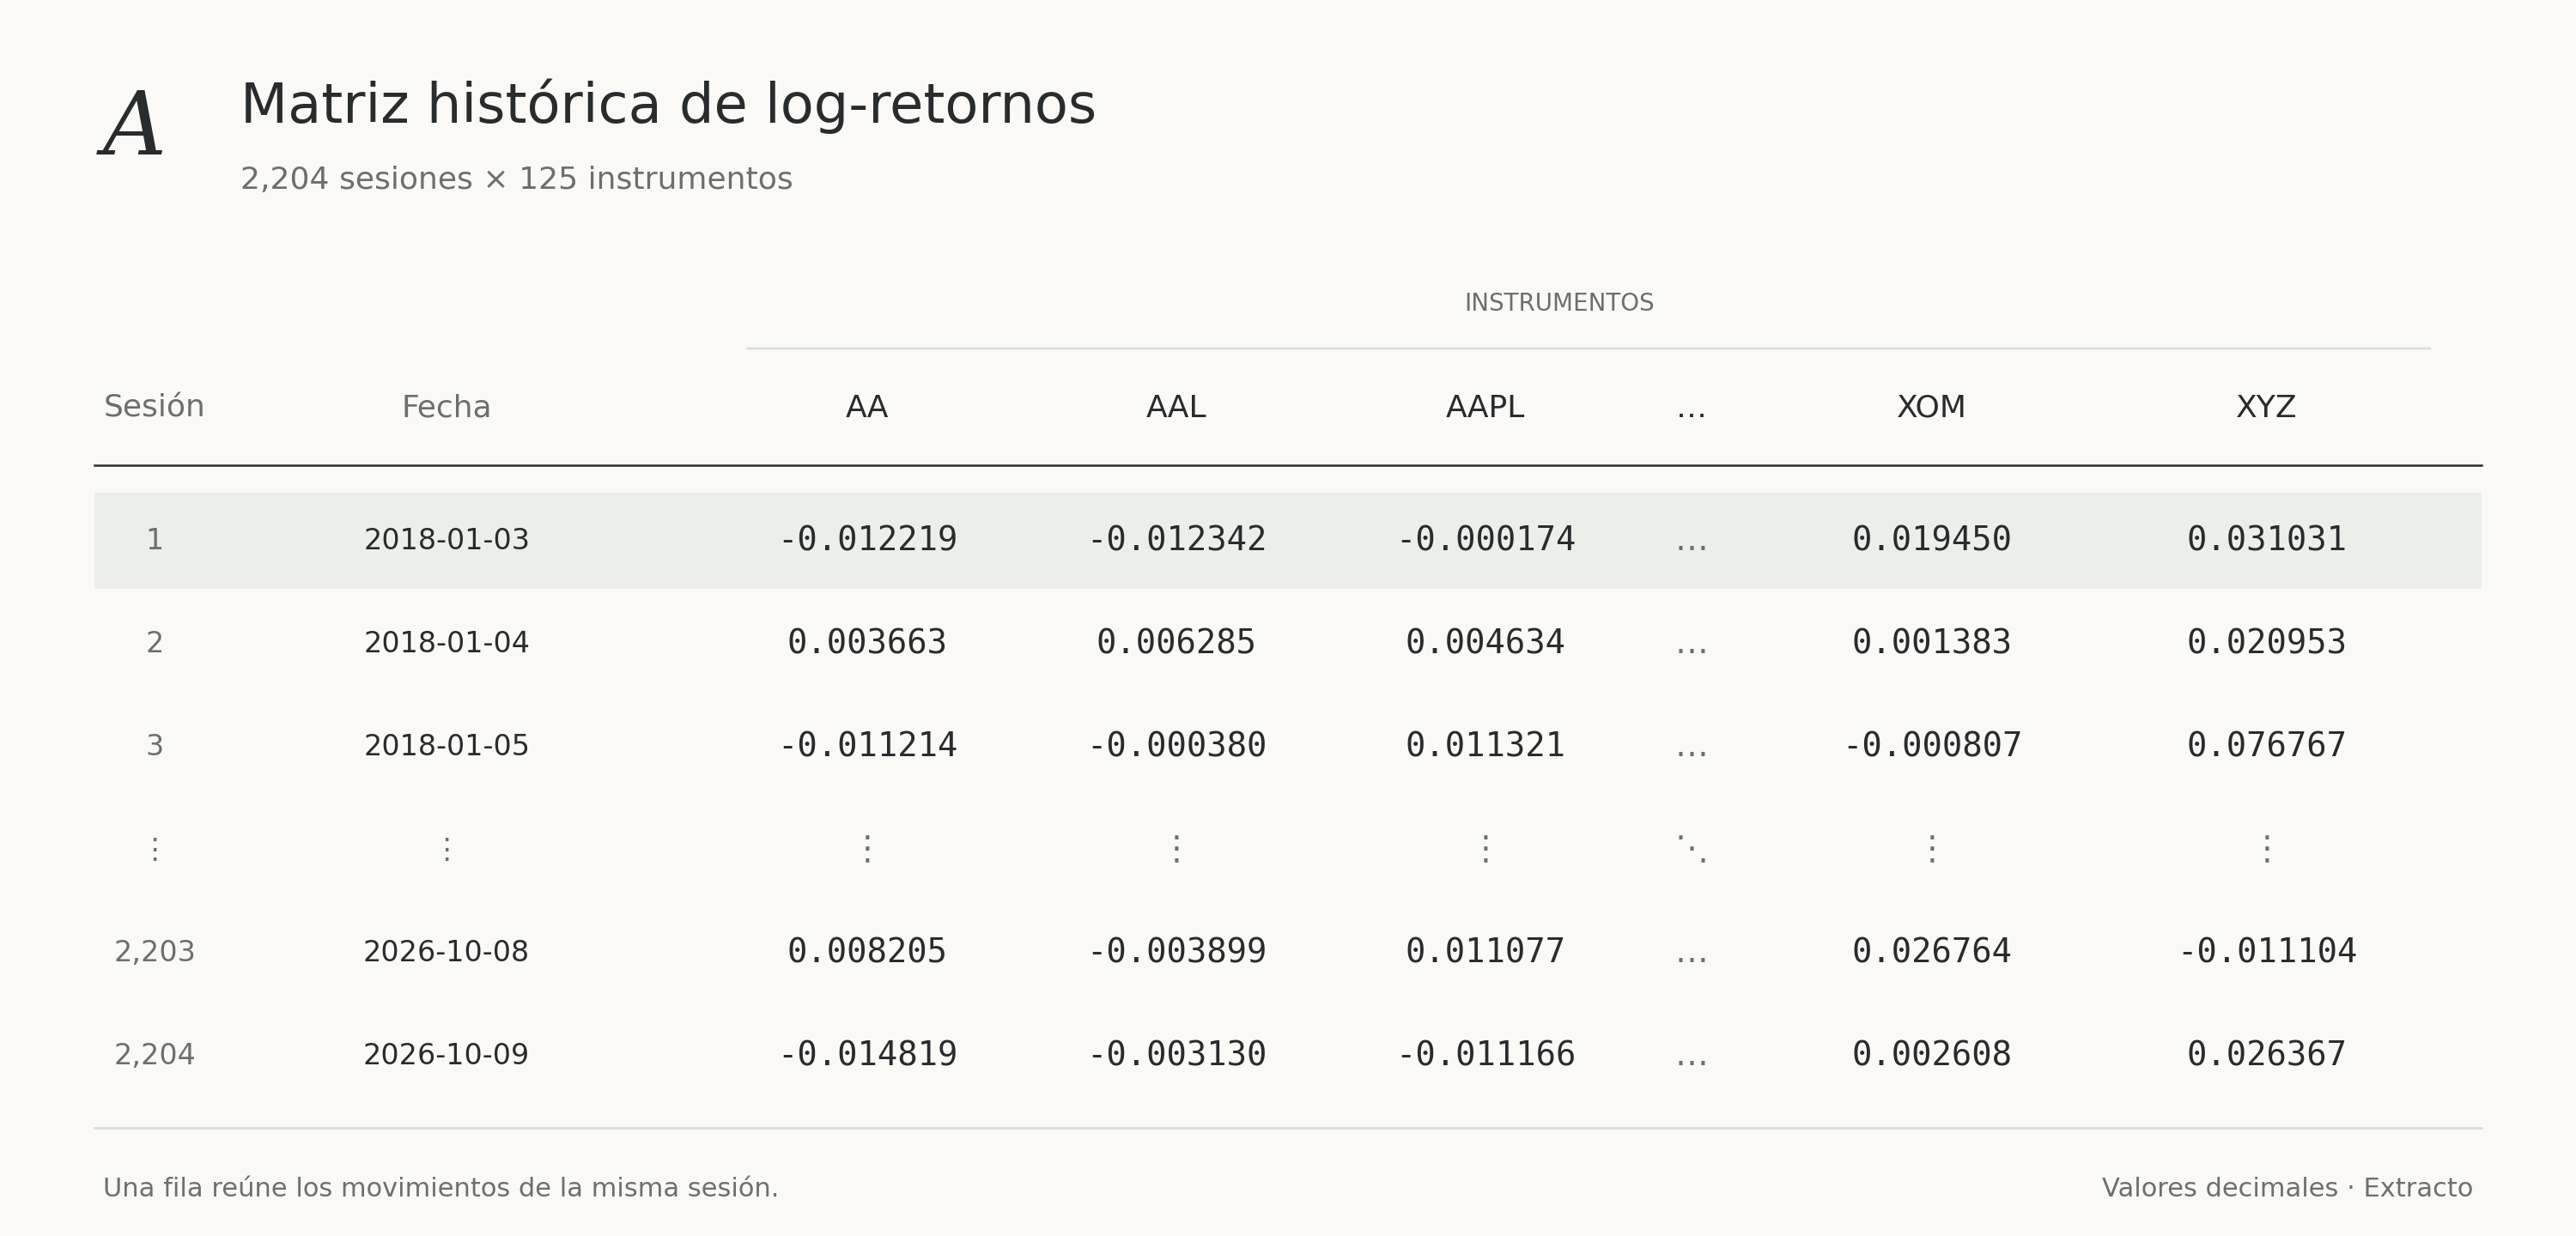 A Matriz histórica de log-retornos
2,204 sesiones × 125 instrumentos
INSTRUMENTOS
Sesión Fecha AA AAL AAPL … XOM XYZ
1 2018-01-03 -0.012219 -0.012342 -0.000174 … 0.019450 0.031031
2 2018-01-04 0.003663 0.006285 0.004634 … 0.001383 0.020953
3 2018-01-05 -0.011214 -0.000380 0.011321 … -0.000807 0.076767
⋮ ⋮ ⋮ ⋮ ⋮ ⋱ ⋮ ⋮
2,203 2026-10-08 0.008205 -0.003899 0.011077 … 0.026764 -0.011104
2,204 2026-10-09 -0.014819 -0.003130 -0.011166 … 0.002608 0.026367
Una fila reúne los movimientos de la misma sesión. Valores decimales · Extracto